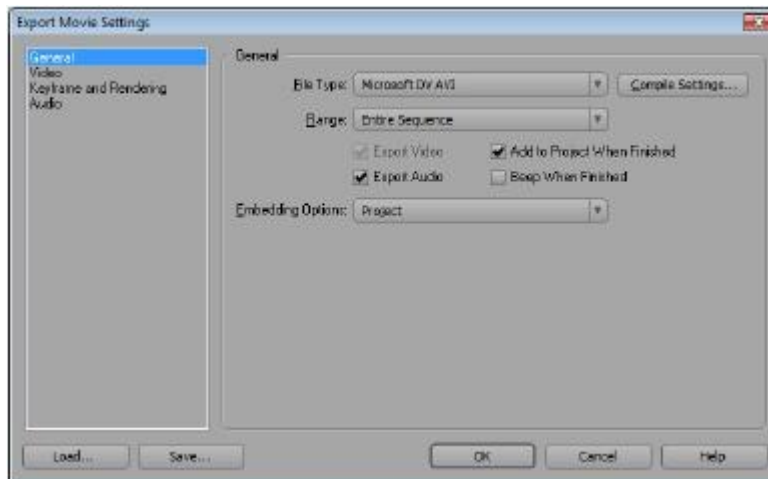 Export Movie Settings
General
Video
Keyframe and Rendering
Audio
General
File Type: Microsoft DV AVI Compile Settings...
Range: Entire Sequence
Export Video Add to Project When Finished
Export Audio Beep When Finished
Embedding Options: Project
Load... Save... OK Cancel Help